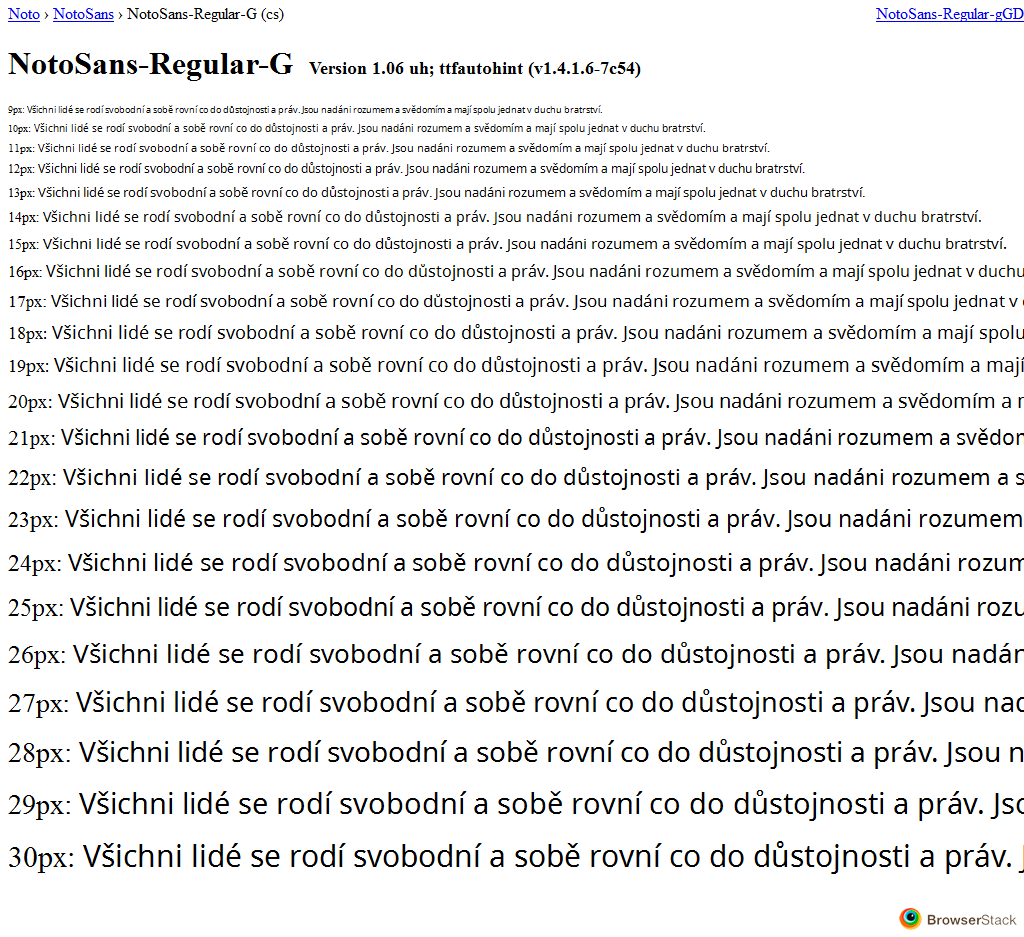 Noto › NotoSans › NotoSans-Regular-G (cs) NotoSans-Regular-gGD
NotoSans-Regular-G Version 1.06 uh; ttfautohint (v1.4.1.6-7c54)
9px: Všichni lidé se rodí svobodní a sobě rovní co do důstojnosti a práv. Jsou nadáni rozumem a svědomím a mají spolu jednat v duchu bratrství.
10px: Všichni lidé se rodí svobodní a sobě rovní co do důstojnosti a práv. Jsou nadáni rozumem a svědomím a mají spolu jednat v duchu bratrství.
11px: Všichni lidé se rodí svobodní a sobě rovní co do důstojnosti a práv. Jsou nadáni rozumem a svědomím a mají spolu jednat v duchu bratrství.
12px: Všichni lidé se rodí svobodní a sobě rovní co do důstojnosti a práv. Jsou nadáni rozumem a svědomím a mají spolu jednat v duchu bratrství.
13px: Všichni lidé se rodí svobodní a sobě rovní co do důstojnosti a práv. Jsou nadáni rozumem a svědomím a mají spolu jednat v duchu bratrství.
14px: Všichni lidé se rodí svobodní a sobě rovní co do důstojnosti a práv. Jsou nadáni rozumem a svědomím a mají spolu jednat v duchu bratrství.
15px: Všichni lidé se rodí svobodní a sobě rovní co do důstojnosti a práv. Jsou nadáni rozumem a svědomím a mají spolu jednat v duchu bratrství.
16px: Všichni lidé se rodí svobodní a sobě rovní co do důstojnosti a práv. Jsou nadáni rozumem a svědomím a mají spolu jednat v duchu
17px: Všichni lidé se rodí svobodní a sobě rovní co do důstojnosti a práv. Jsou nadáni rozumem a svědomím a mají spolu jednat v
18px: Všichni lidé se rodí svobodní a sobě rovní co do důstojnosti a práv. Jsou nadáni rozumem a svědomím a mají spolu
19px: Všichni lidé se rodí svobodní a sobě rovní co do důstojnosti a práv. Jsou nadáni rozumem a svědomím a mají
20px: Všichni lidé se rodí svobodní a sobě rovní co do důstojnosti a práv. Jsou nadáni rozumem a svědomím a
21px: Všichni lidé se rodí svobodní a sobě rovní co do důstojnosti a práv. Jsou nadáni rozumem a svědom
22px: Všichni lidé se rodí svobodní a sobě rovní co do důstojnosti a práv. Jsou nadáni rozumem a s
23px: Všichni lidé se rodí svobodní a sobě rovní co do důstojnosti a práv. Jsou nadáni rozumem
24px: Všichni lidé se rodí svobodní a sobě rovní co do důstojnosti a práv. Jsou nadáni rozum
25px: Všichni lidé se rodí svobodní a sobě rovní co do důstojnosti a práv. Jsou nadáni rozu
26px: Všichni lidé se rodí svobodní a sobě rovní co do důstojnosti a práv. Jsou nadán
27px: Všichni lidé se rodí svobodní a sobě rovní co do důstojnosti a práv. Jsou nad
28px: Všichni lidé se rodí svobodní a sobě rovní co do důstojnosti a práv. Jsou n
29px: Všichni lidé se rodí svobodní a sobě rovní co do důstojnosti a práv. Jso
30px: Všichni lidé se rodí svobodní a sobě rovní co do důstojnosti a práv. J
BrowserStack